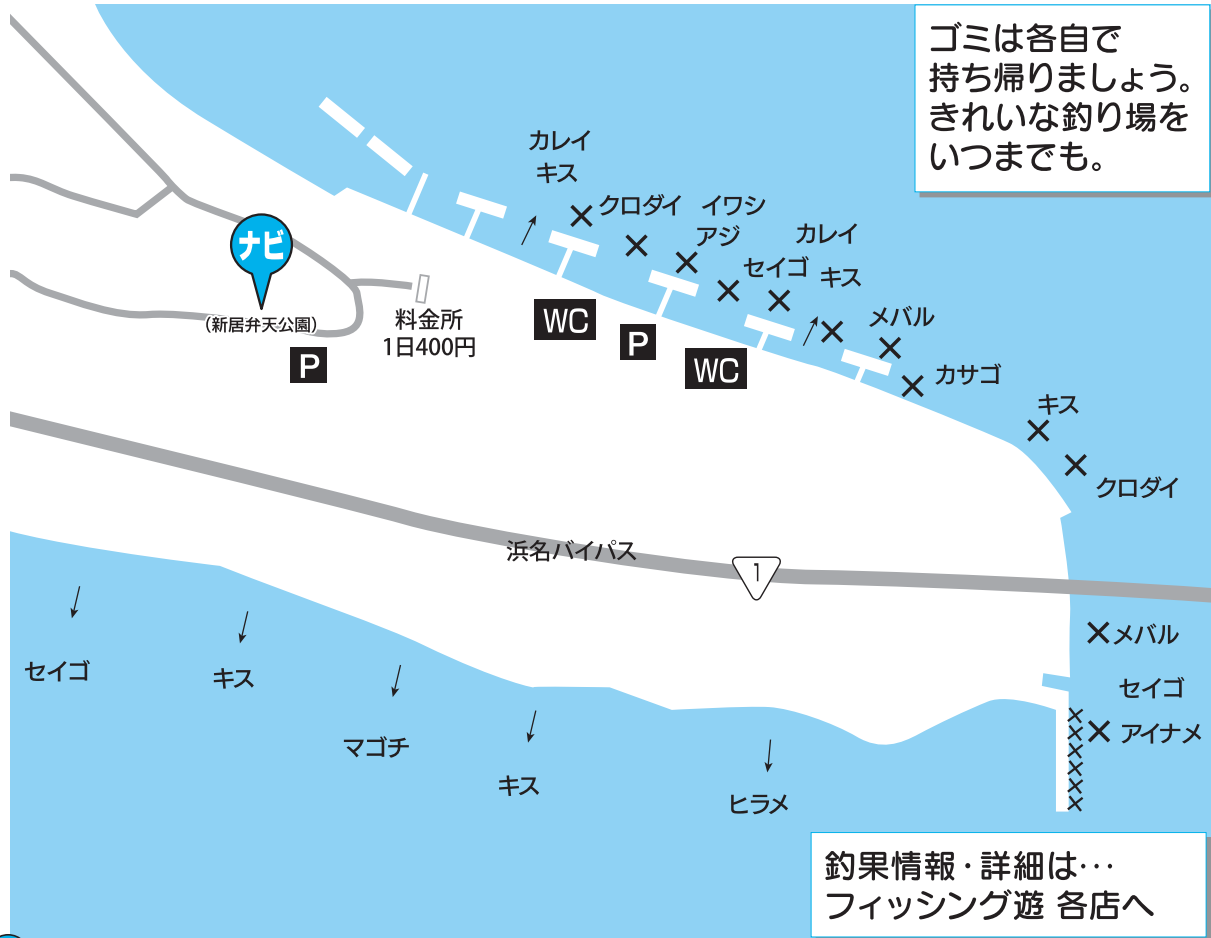 ゴミは各自で
持ち帰りましょう。
きれいな釣り場を
いつまでも。
カレイ
キス
クロダイ
イワシ
アジ
カレイ
セイゴ
キス
ナビ
(新居弁天公園)
料金所
1日400円
WC
P
P
WC
メバル
カサゴ
キス
クロダイ
浜名バイパス
1
メバル
セイゴ
アイナメ
セイゴ
キス
マゴチ
キス
ヒラメ
釣果情報・詳細は…
フィッシング遊 各店へ